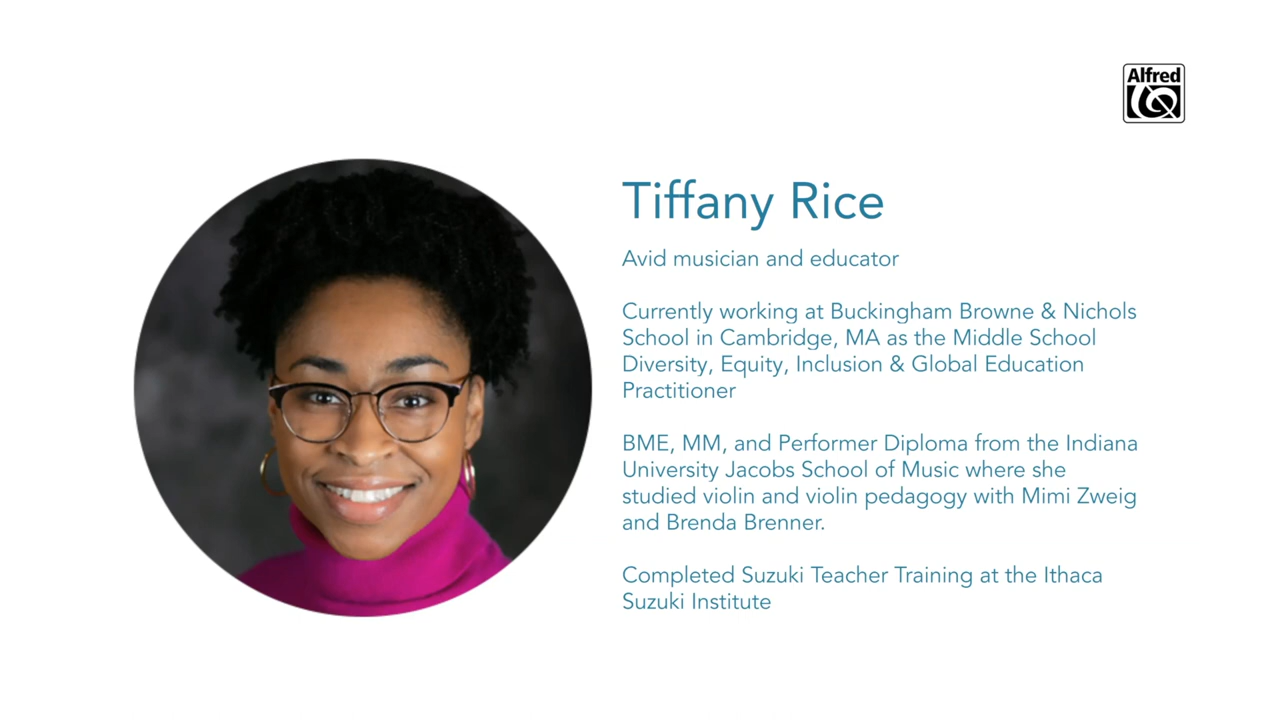 Alfred
Tiffany Rice
Avid musician and educator
Currently working at Buckingham Browne & Nichols
School in Cambridge, MA as the Middle School
Diversity, Equity, Inclusion & Global Education
Practitioner
BME, MM, and Performer Diploma from the Indiana
University Jacobs School of Music where she
studied violin and violin pedagogy with Mimi Zweig
and Brenda Brenner.
Completed Suzuki Teacher Training at the Ithaca
Suzuki Institute